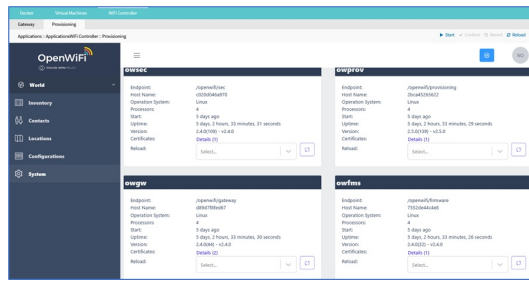 Docker Virtual Machines WiFi Controller
Gateway Provisioning
Applications : ApplicationsWiFi Controller :: Provisioning
Start Reload
OpenWiFi
World
Inventory
Contacts
Locations
Configurations
System
NO
owsec
Endpoint: /openwifi/sec
Host Name: c020d046a970
Operation System: Linux
Processors: 4
Start: 5 days ago
Uptime: 5 days, 2 hours, 33 minutes, 31 seconds
Version: 2.4.0(109) - v2.4.0
Certificates: Details (1)
Reload: Select...
owprov
Endpoint: /openwifi/provisioning
Host Name: 2bca45265622
Operation System: Linux
Processors: 4
Start: 5 days ago
Uptime: 5 days, 2 hours, 33 minutes, 29 seconds
Version: 2.5.0(139) - v2.5.0
Certificates: Details (1)
Reload: Select...
owgw
Endpoint: /openwifi/gateway
Host Name:
Operation System: Linux
Processors: 4
Start: 5 days ago
Uptime: 5 days, 2 hours, 33 minutes, 30 seconds
Version: 2.4.0(84) - v2.4.0
Certificates: Details (2)
Reload: Select...
owfms
Endpoint: /openwifi/firmware
Host Name: 7552de44c4e8
Operation System: Linux
Processors: 4
Start: 5 days ago
Uptime: 5 days, 2 hours, 33 minutes, 26 seconds
Version: 2.4.0(32) - v2.4.0
Certificates: Details (1)
Reload: Select...